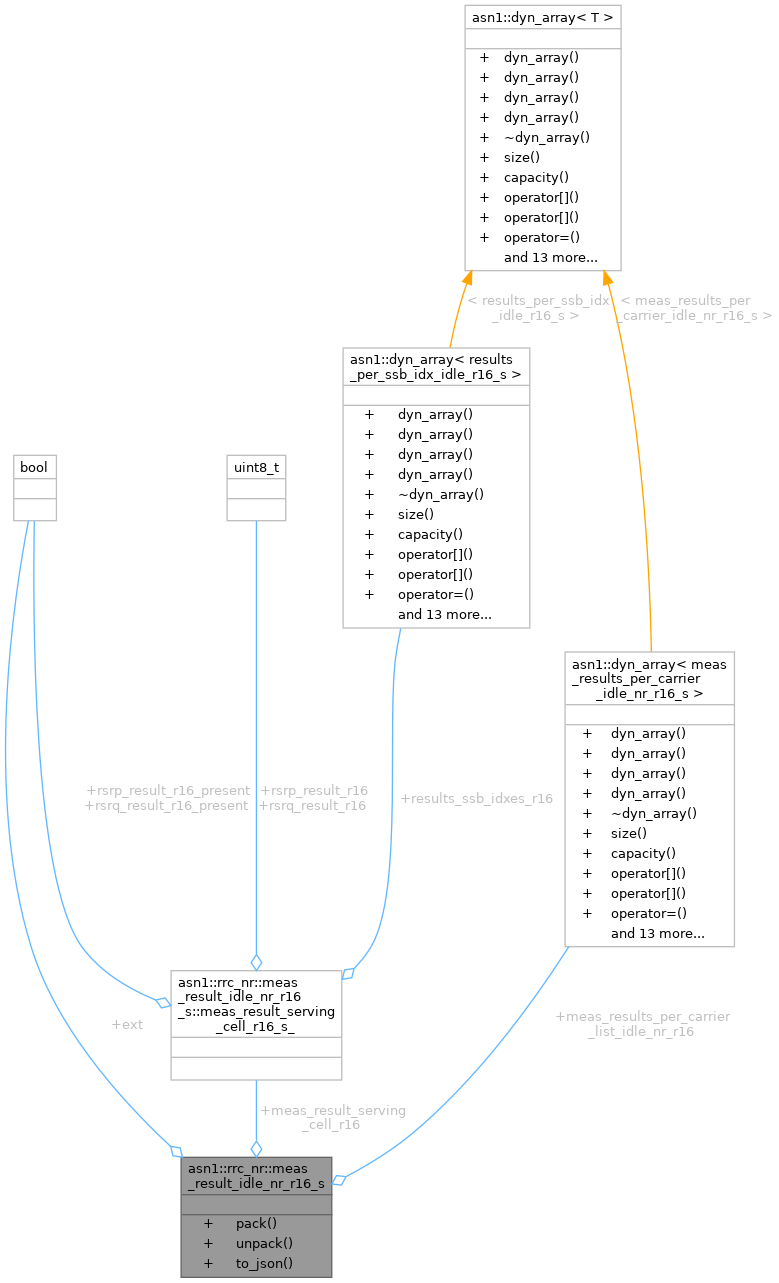 asn1::dyn_array< T >
+ dyn_array()
+ dyn_array()
+ dyn_array()
+ dyn_array()
+ ~dyn_array()
+ size()
+ capacity()
+ operator[]()
+ operator[]()
+ operator=()
and 13 more...
< results_per_ssb_idx
_idle_r16_s >
< meas_results_per
_carrier_idle_nr_r16_s >
asn1::dyn_array< results
_per_ssb_idx_idle_r16_s >
+ dyn_array()
+ dyn_array()
+ dyn_array()
+ dyn_array()
+ ~dyn_array()
+ size()
+ capacity()
+ operator[]()
+ operator[]()
+ operator=()
and 13 more...
bool
uint8_t
asn1::dyn_array< meas
_results_per_carrier
_idle_nr_r16_s >
+ dyn_array()
+ dyn_array()
+ dyn_array()
+ dyn_array()
+ ~dyn_array()
+ size()
+ capacity()
+ operator[]()
+ operator[]()
+ operator=()
and 13 more...
+rsrp_result_r16_present
+rsrq_result_r16_present
+rsrp_result_r16
+rsrq_result_r16
+results_ssb_idxes_r16
asn1::rrc_nr::meas
_result_idle_nr_r16
_s::meas_result_serving
_cell_r16_s_
+ext
+meas_results_per_carrier
_list_idle_nr_r16
+meas_result_serving
_cell_r16
asn1::rrc_nr::meas
_result_idle_nr_r16_s
+ pack()
+ unpack()
+ to_json()